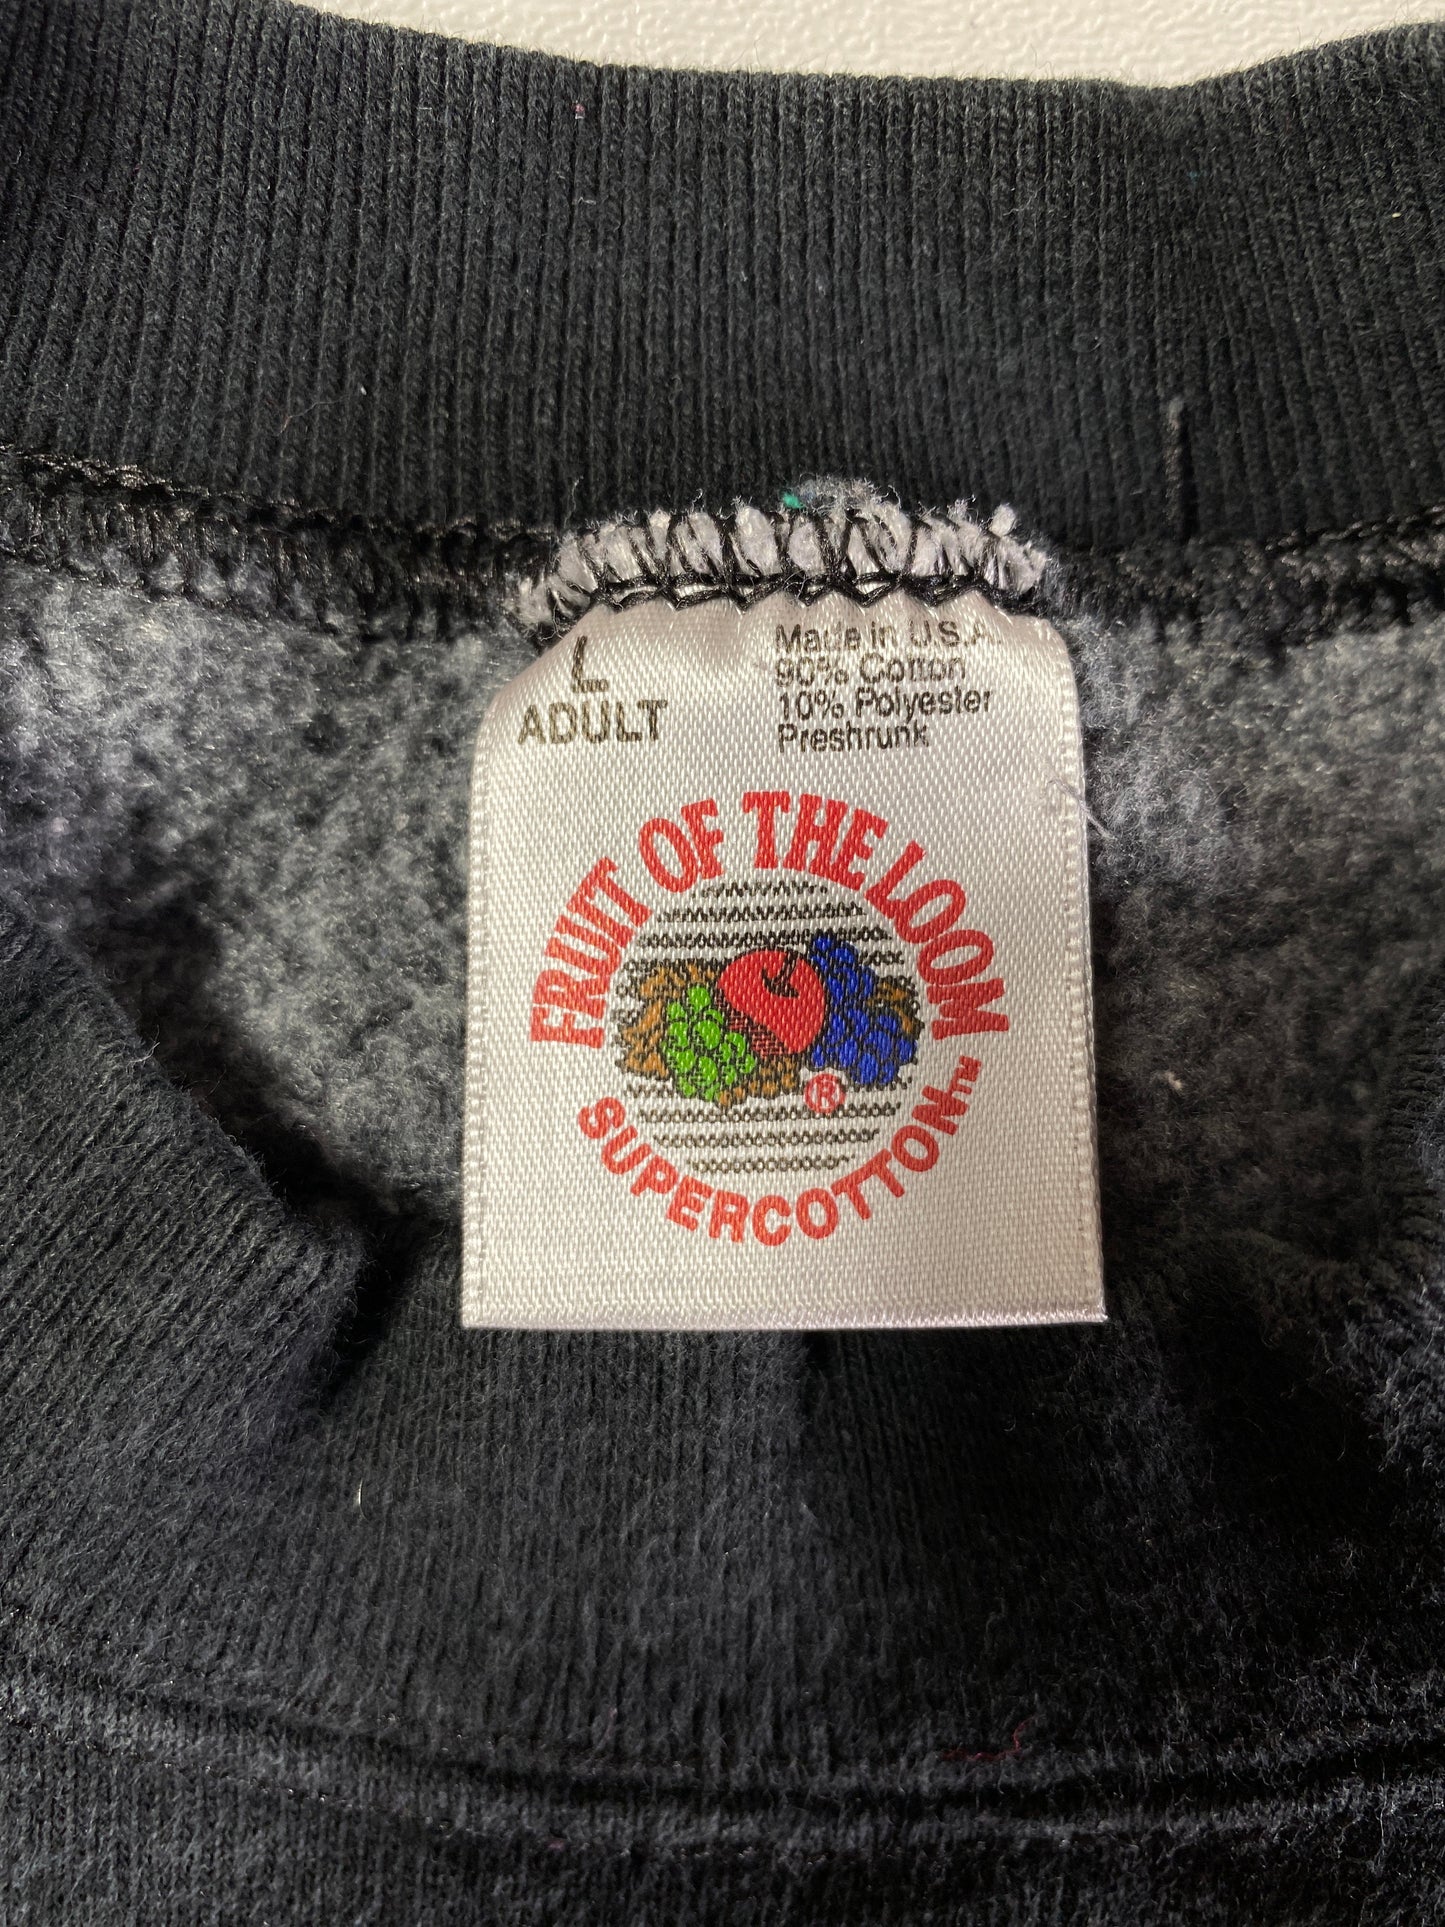 L
ADULT
Made in U.S.A.
90% Cotton
10% Polyester
Preshrunk
FRUIT OF THE LOOM
®
SUPERCOTTON™